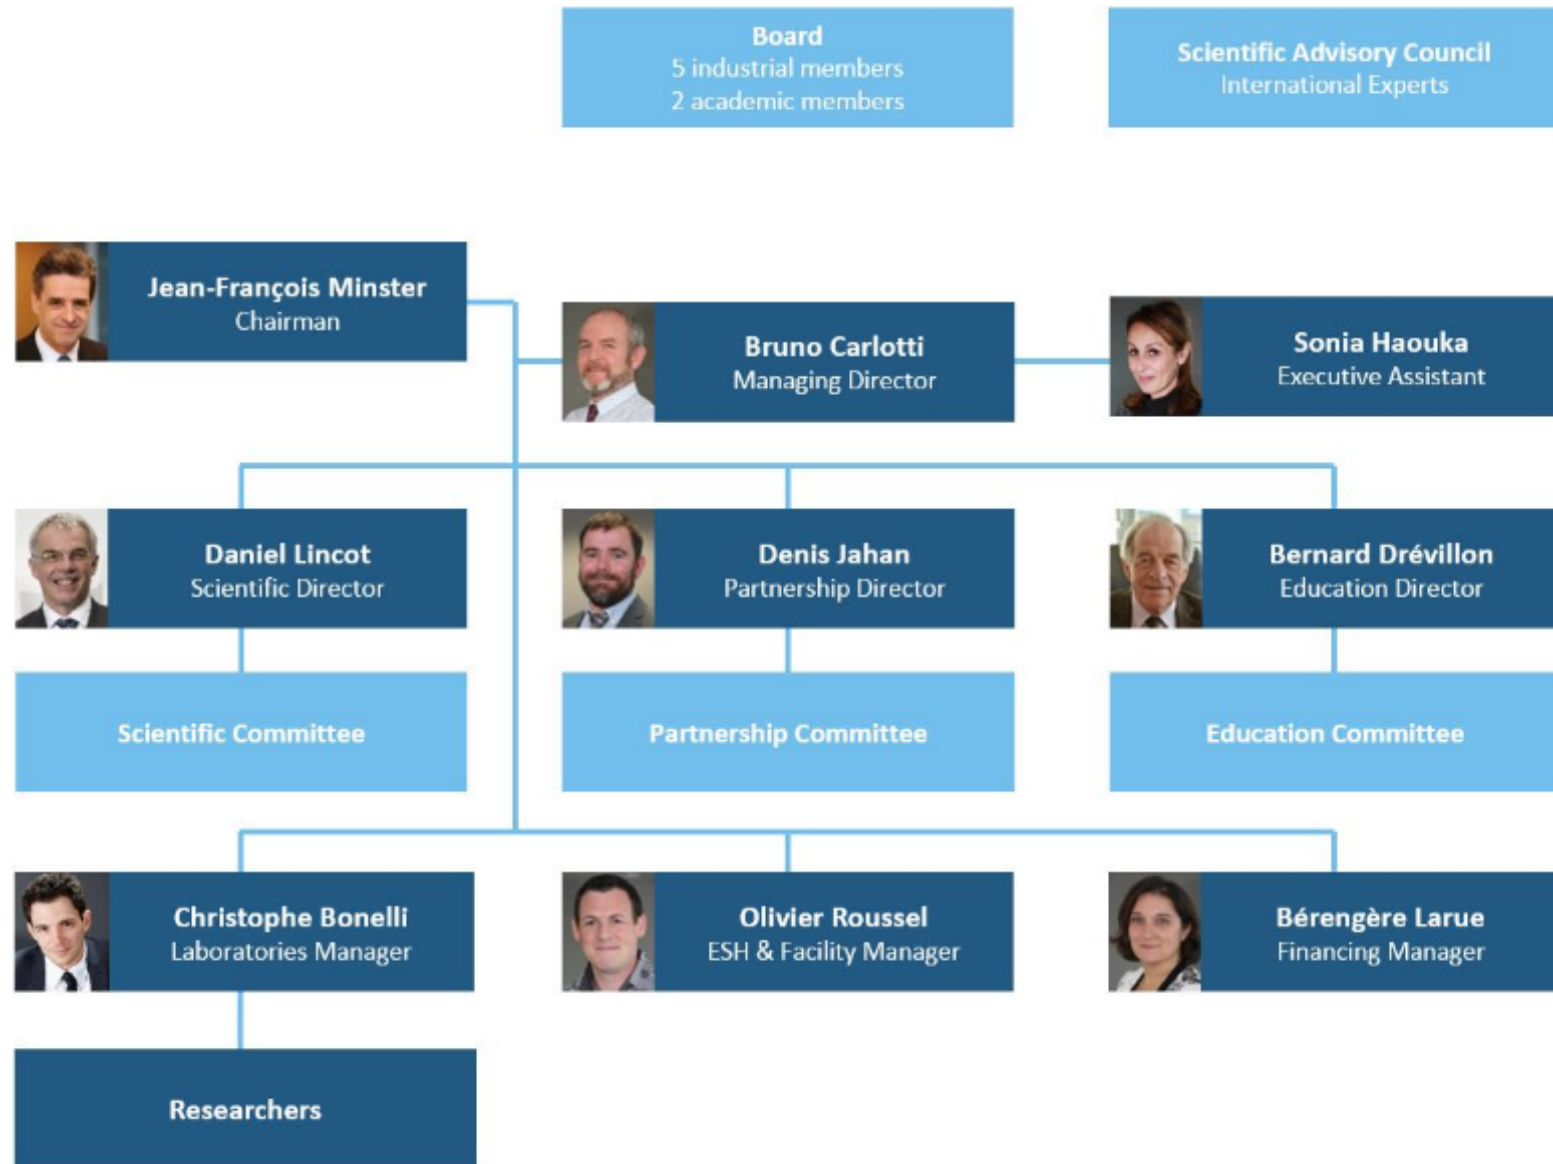 Board
5 industrial members
2 academic members
Scientific Advisory Council
International Experts
Jean-François Minster
Chairman
Bruno Carlotti
Managing Director
Sonia Haouka
Executive Assistant
Daniel Lincot
Scientific Director
Denis Jahan
Partnership Director
Bernard Drévillon
Education Director
Scientific Committee
Partnership Committee
Education Committee
Christophe Bonelli
Laboratories Manager
Olivier Roussel
ESH & Facility Manager
Bérengère Larue
Financing Manager
Researchers